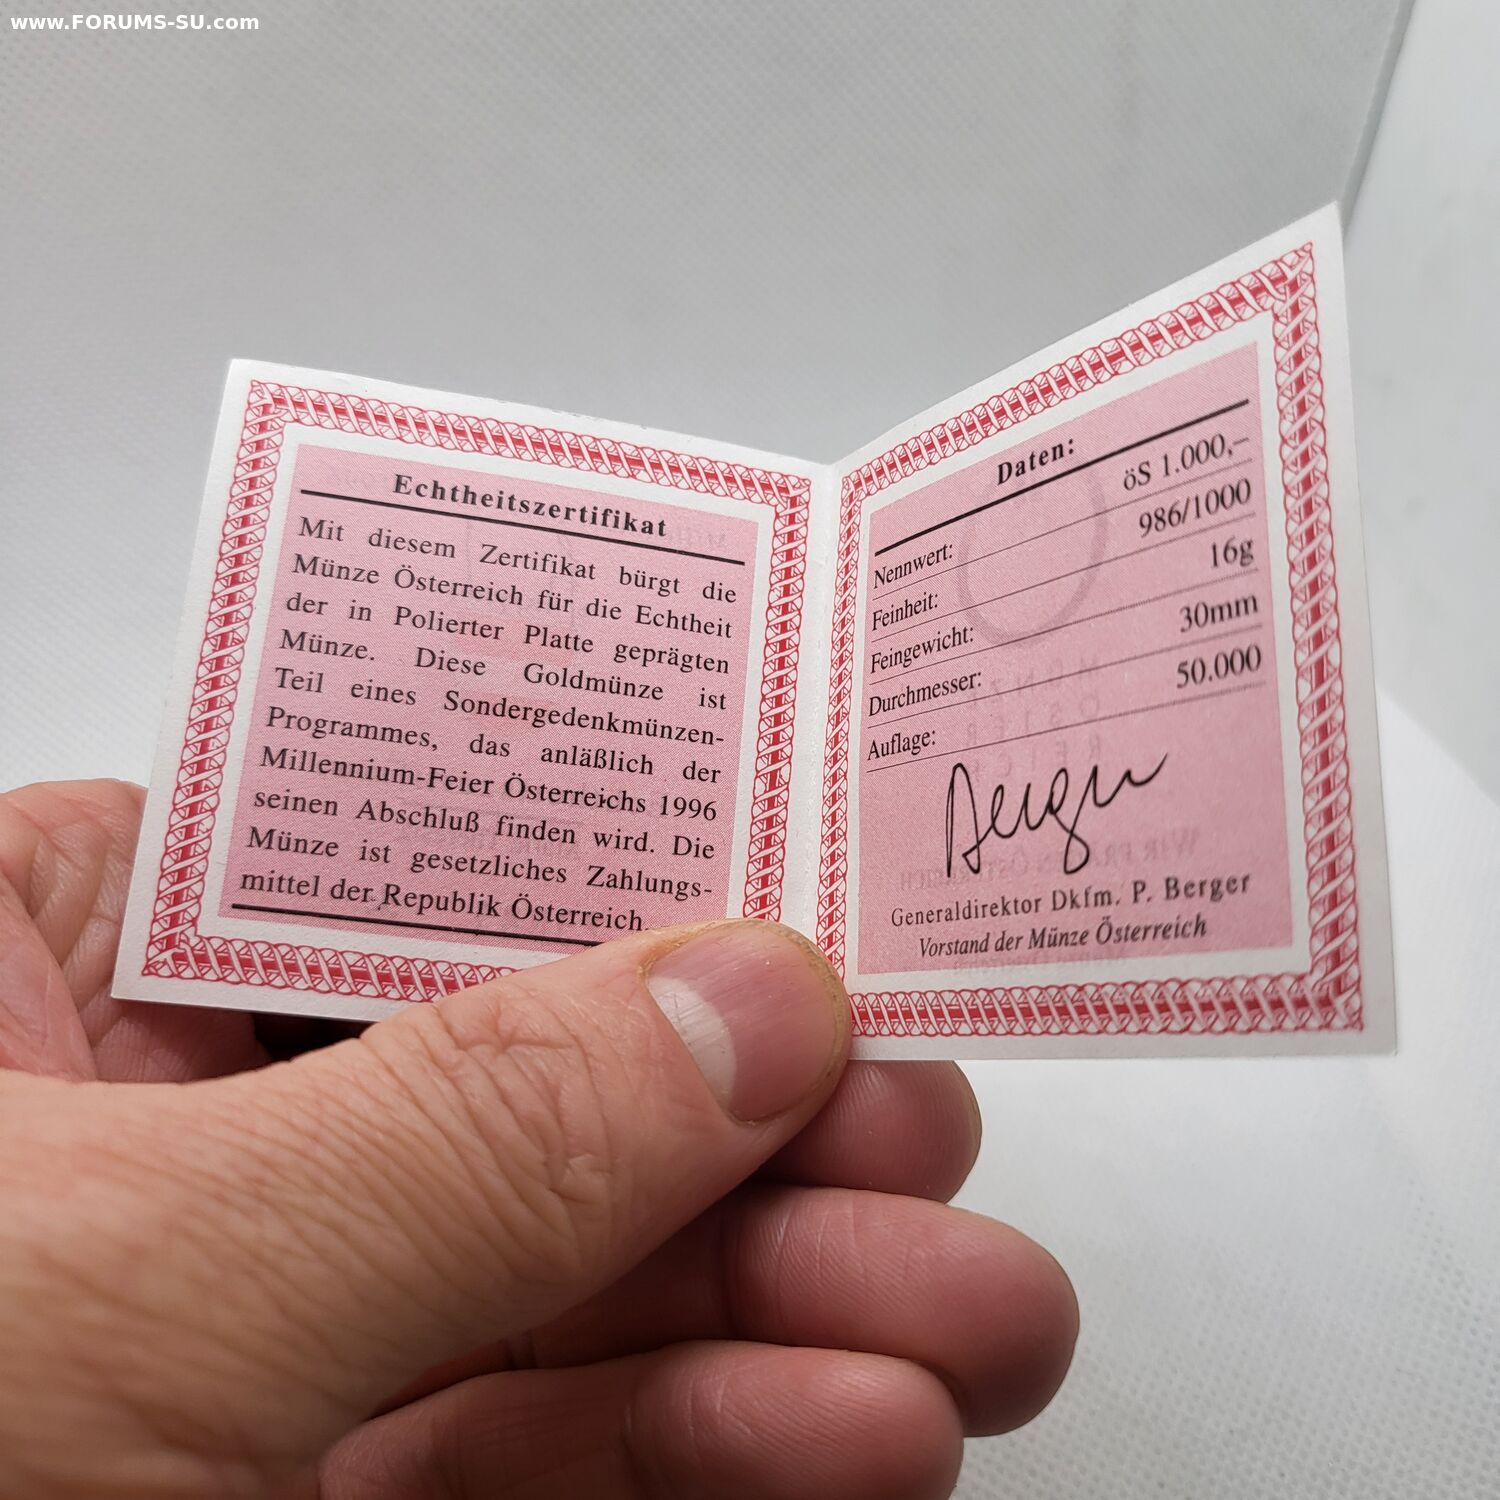 www.FORUMS-SU.com
Echtheitszertifikat
Mit diesem Zertifikat bürgt die
Münze Österreich für die Echtheit
der in Polierter Platte geprägten
Münze. Diese Goldmünze ist
Teil eines Sondergedenkmünzen-
Programmes, das anläßlich der
Millennium-Feier Österreichs 1996
seinen Abschluß finden wird. Die
Münze ist gesetzliches Zahlungs-
mittel der Republik Österreich.
Daten:
Nennwert: öS 1.000,–
Feinheit: 986/1000
Feingewicht: 16g
Durchmesser: 30mm
Auflage: 50.000
Berger
Generaldirektor Dkfm. P. Berger
Vorstand der Münze Österreich